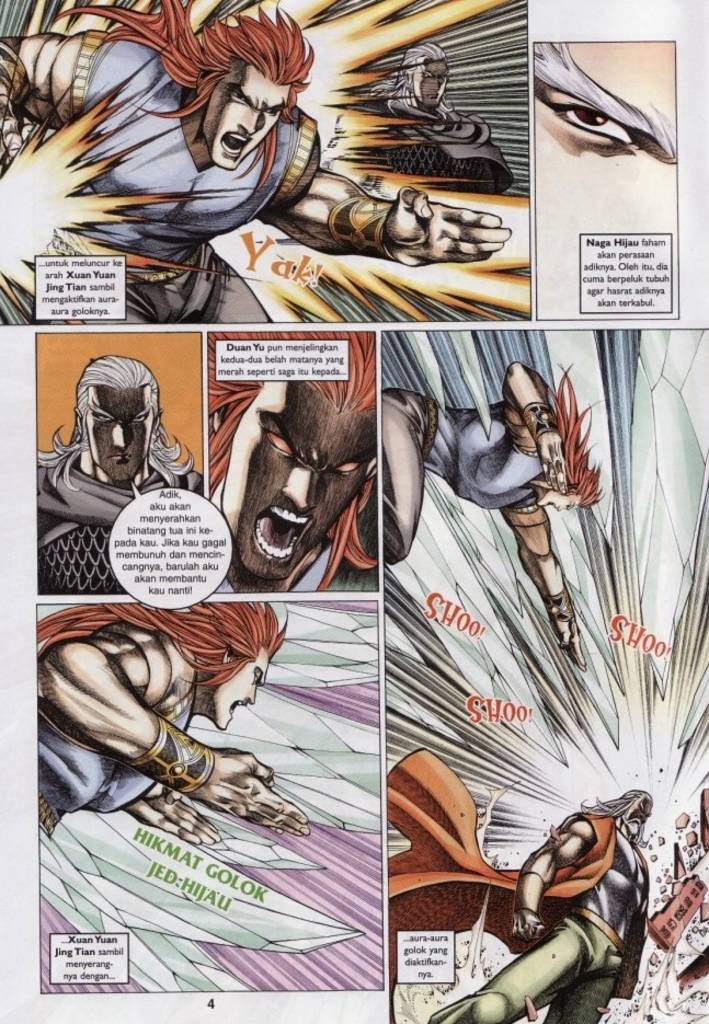 Yak!
...untuk meluncur ke
arah Xuan Yuan
Jing Tian sambil
mengaktifkan aura-
aura goloknya.
Naga Hijau faham
akan perasaan
adiknya. Oleh itu, dia
cuma berpeluk tubuh
agar hasrat adiknya
akan terkabul.
Duan Yu pun menjelingkan
kedua-dua belah matanya yang
merah seperti saga itu kepada...
Adik,
aku akan
menyerahkan
binatang tua ini ke-
pada kau. Jika kau gagal
membunuh dan mencin-
cangnya, barulah aku
akan membantu
kau nanti!
HIKMAT GOLOK
JED-HIJAU
...Xuan Yuan
Jing Tian sambil
menyerang-
nya dengan...
SHOO!
SHOO!
SHOO!
...aura-aura
golok yang
diaktifkan-
nya.
4